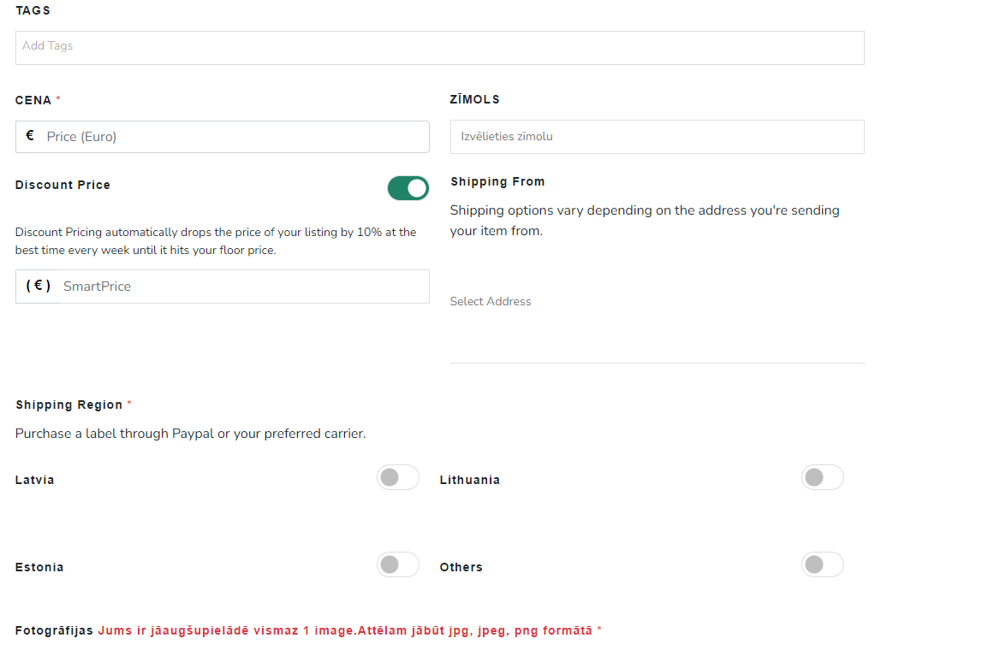 TAGS
Add Tags
CENA *
ZĪMOLS
€ Price (Euro)
Izvēlieties zīmolu
Discount Price
Shipping From
Shipping options vary depending on the address you're sending
your item from.
Discount Pricing automatically drops the price of your listing by 10% at the
best time every week until it hits your floor price.
( € ) SmartPrice
Select Address
Shipping Region *
Purchase a label through Paypal or your preferred carrier.
Latvia
Lithuania
Estonia
Others
Fotogrāfijas Jums ir jāaugšupielādē vismaz 1 image.Attēlam jābūt jpg, jpeg, png formātā *